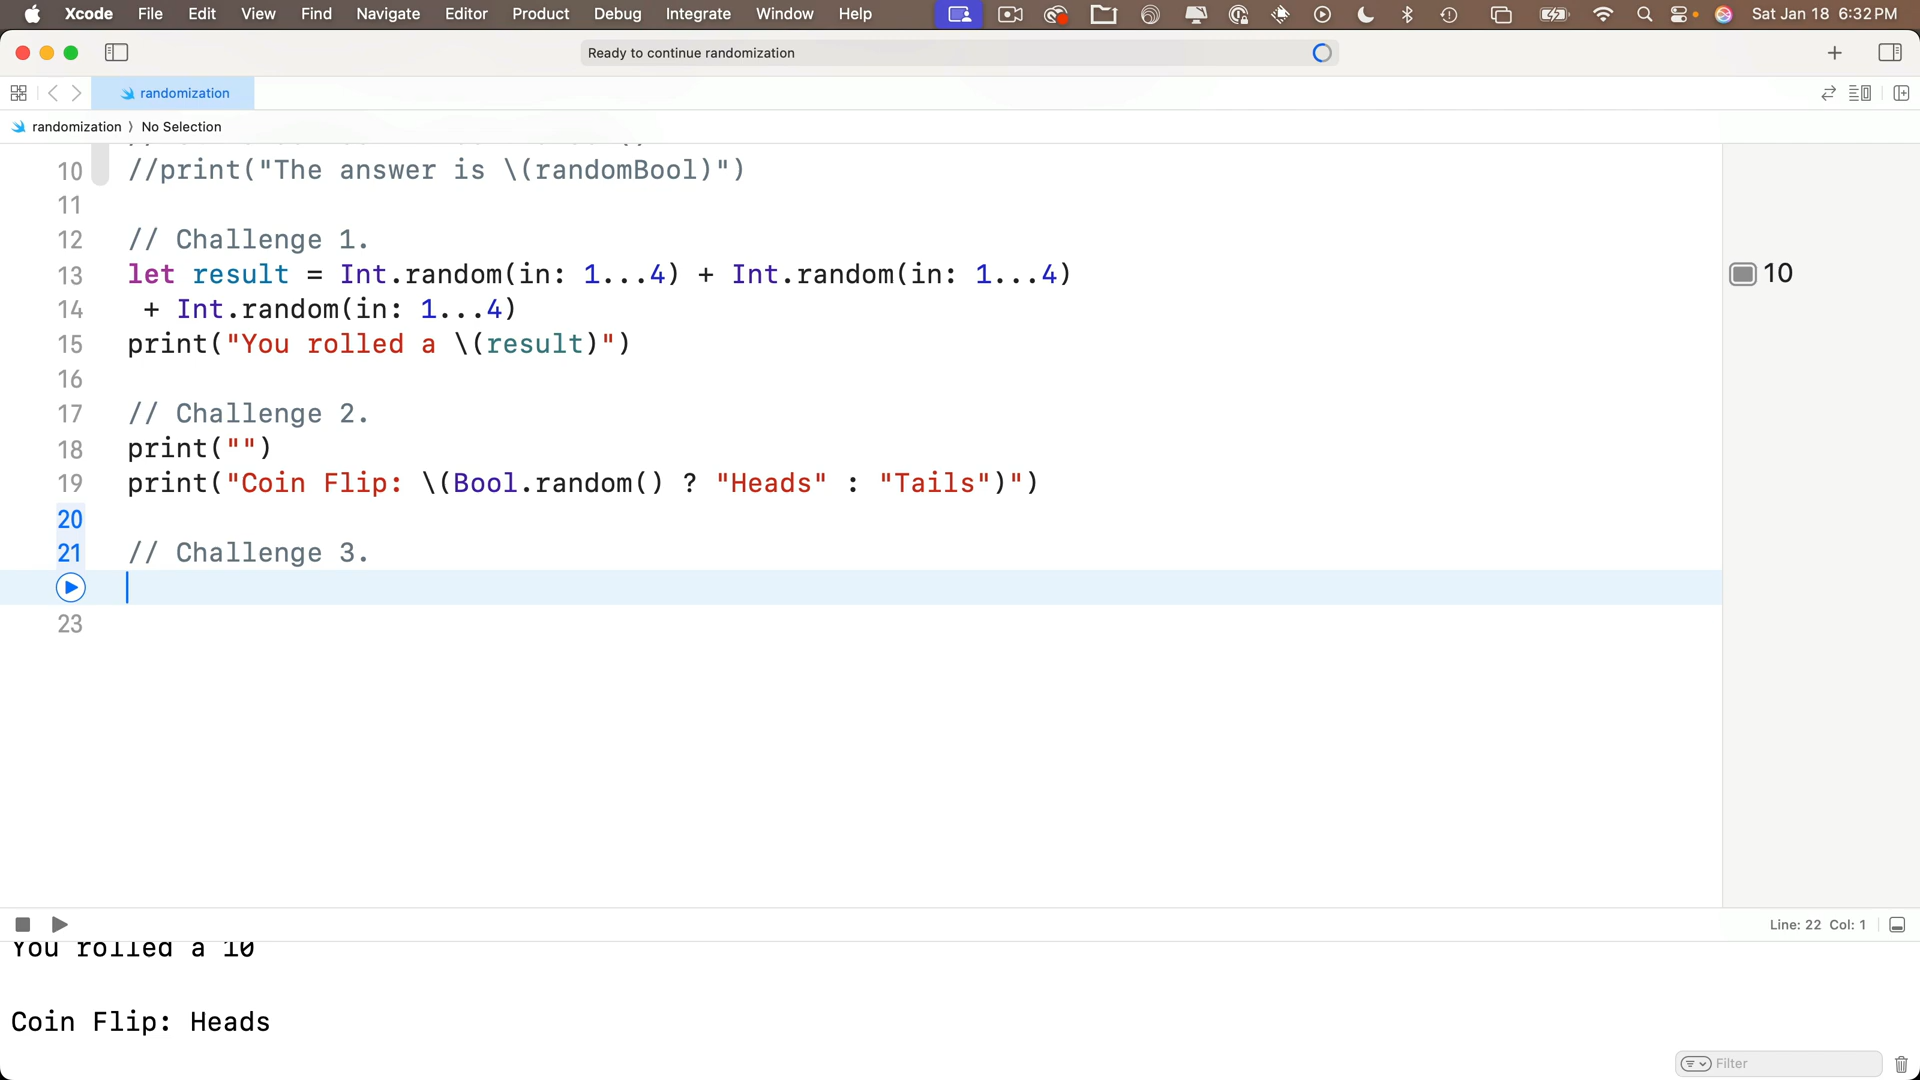 Xcode File Edit View Find Navigate Editor Product Debug Integrate Window Help Sat Jan 18 6:32 PM
Ready to continue randomization
randomization
randomization ⟩ No Selection
10 //print("The answer is \(randomBool)")
11
12 // Challenge 1.
13 let result = Int.random(in: 1...4) + Int.random(in: 1...4) 10
14 + Int.random(in: 1...4)
15 print("You rolled a \(result)")
16
17 // Challenge 2.
18 print("")
19 print("Coin Flip: \(Bool.random() ? "Heads" : "Tails")")
20
21 // Challenge 3.
23
Line: 22 Col: 1
You rolled a 10
Coin Flip: Heads
Filter